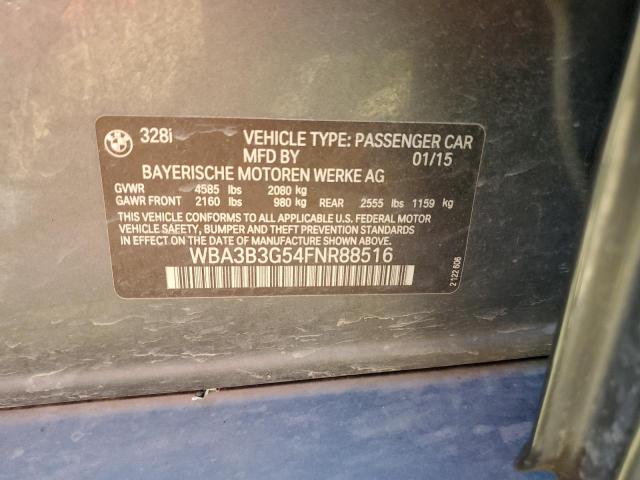 BMW 328i VEHICLE TYPE: PASSENGER CAR
MFD BY 01/15
BAYERISCHE MOTOREN WERKE AG
GVWR 4585 lbs 2080 kg
GAWR FRONT 2160 lbs 980 kg REAR 2555 lbs 1159 kg
THIS VEHICLE CONFORMS TO ALL APPLICABLE U.S. FEDERAL MOTOR
VEHICLE SAFETY, BUMPER AND THEFT PREVENTION STANDARDS
IN EFFECT ON THE DATE OF MANUFACTURE SHOWN ABOVE.
WBA3B3G54FNR88516
2 122 606